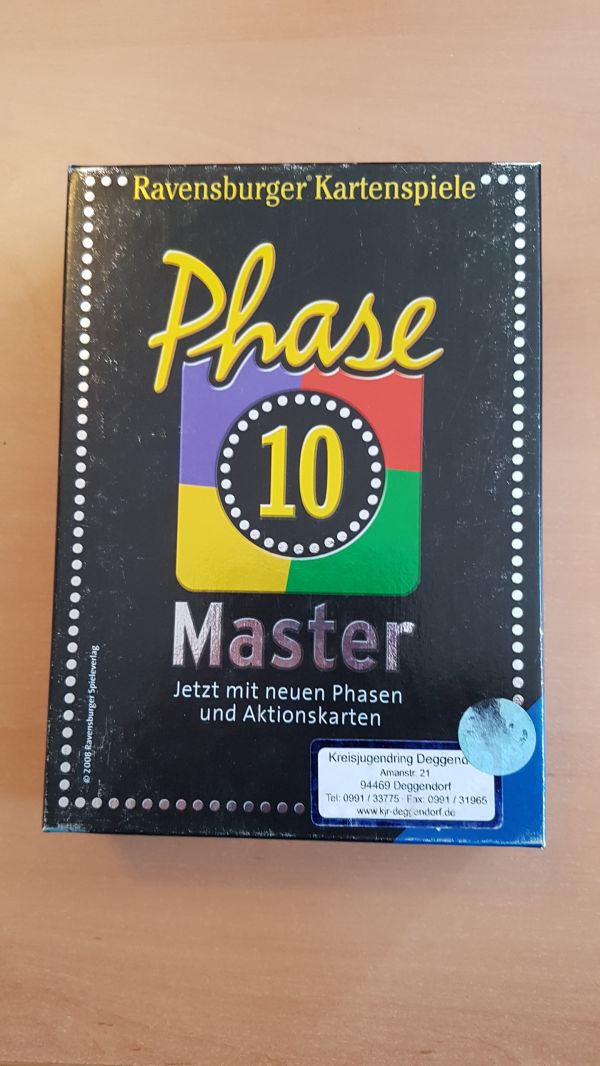 Ravensburger® Kartenspiele
Phase
10
Master
Jetzt mit neuen Phasen
und Aktionskarten
© 2008 Ravensburger Spieleverlag
Kreisjugendring
Amanstr. 21
94469 Deggendorf
Tel: 0991 / 33775 · Fax: 0991 / 31965
www.kjr-deggendorf.de